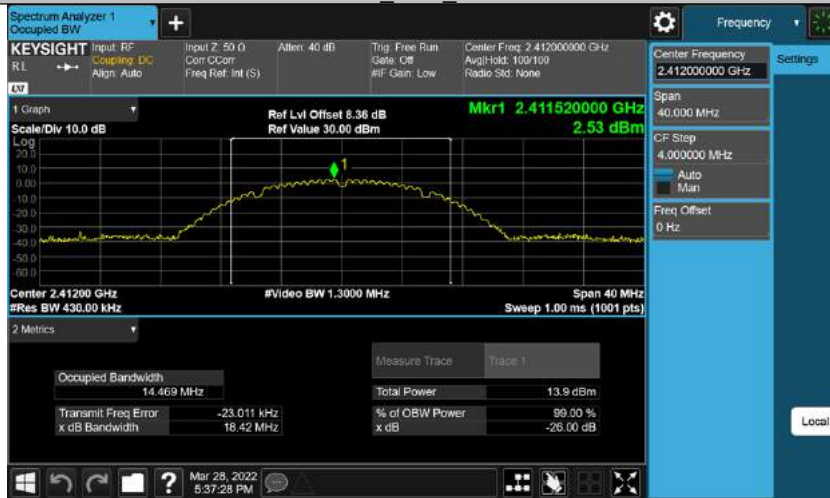 Spectrum Analyzer 1
Occupied BW
+
Frequency
KEYSIGHT
RL
LXI
Input: RF
Coupling: DC
Align: Auto
Input Z: 50 Ω
Corr CCorr
Freq Ref: Int (S)
Atten: 40 dB
Trig: Free Run
Gate: Off
#IF Gain: Low
Center Freq: 2.412000000 GHz
Avg|Hold: 100/100
Radio Std: None
Center Frequency
2.412000000 GHz
Settings
Span
40.000 MHz
CF Step
4.000000 MHz
Auto
Man
Freq Offset
0 Hz
1 Graph
Scale/Div 10.0 dB
Ref Lvl Offset 8.36 dB
Ref Value 30.00 dBm
Mkr1 2.411520000 GHz
2.53 dBm
Log
20.0
10.0
0.00
-10.0
-20.0
-30.0
-40.0
-50.0
-60.0
1
Center 2.41200 GHz
#Video BW 1.3000 MHz
Span 40 MHz
#Res BW 430.00 kHz
Sweep 1.00 ms (1001 pts)
2 Metrics
Measure Trace
Trace 1
Occupied Bandwidth
14.469 MHz
Total Power
13.9 dBm
Transmit Freq Error
-23.011 kHz
% of OBW Power
99.00 %
x dB Bandwidth
18.42 MHz
x dB
-26.00 dB
Local
?
Mar 28, 2022
5:37:28 PM